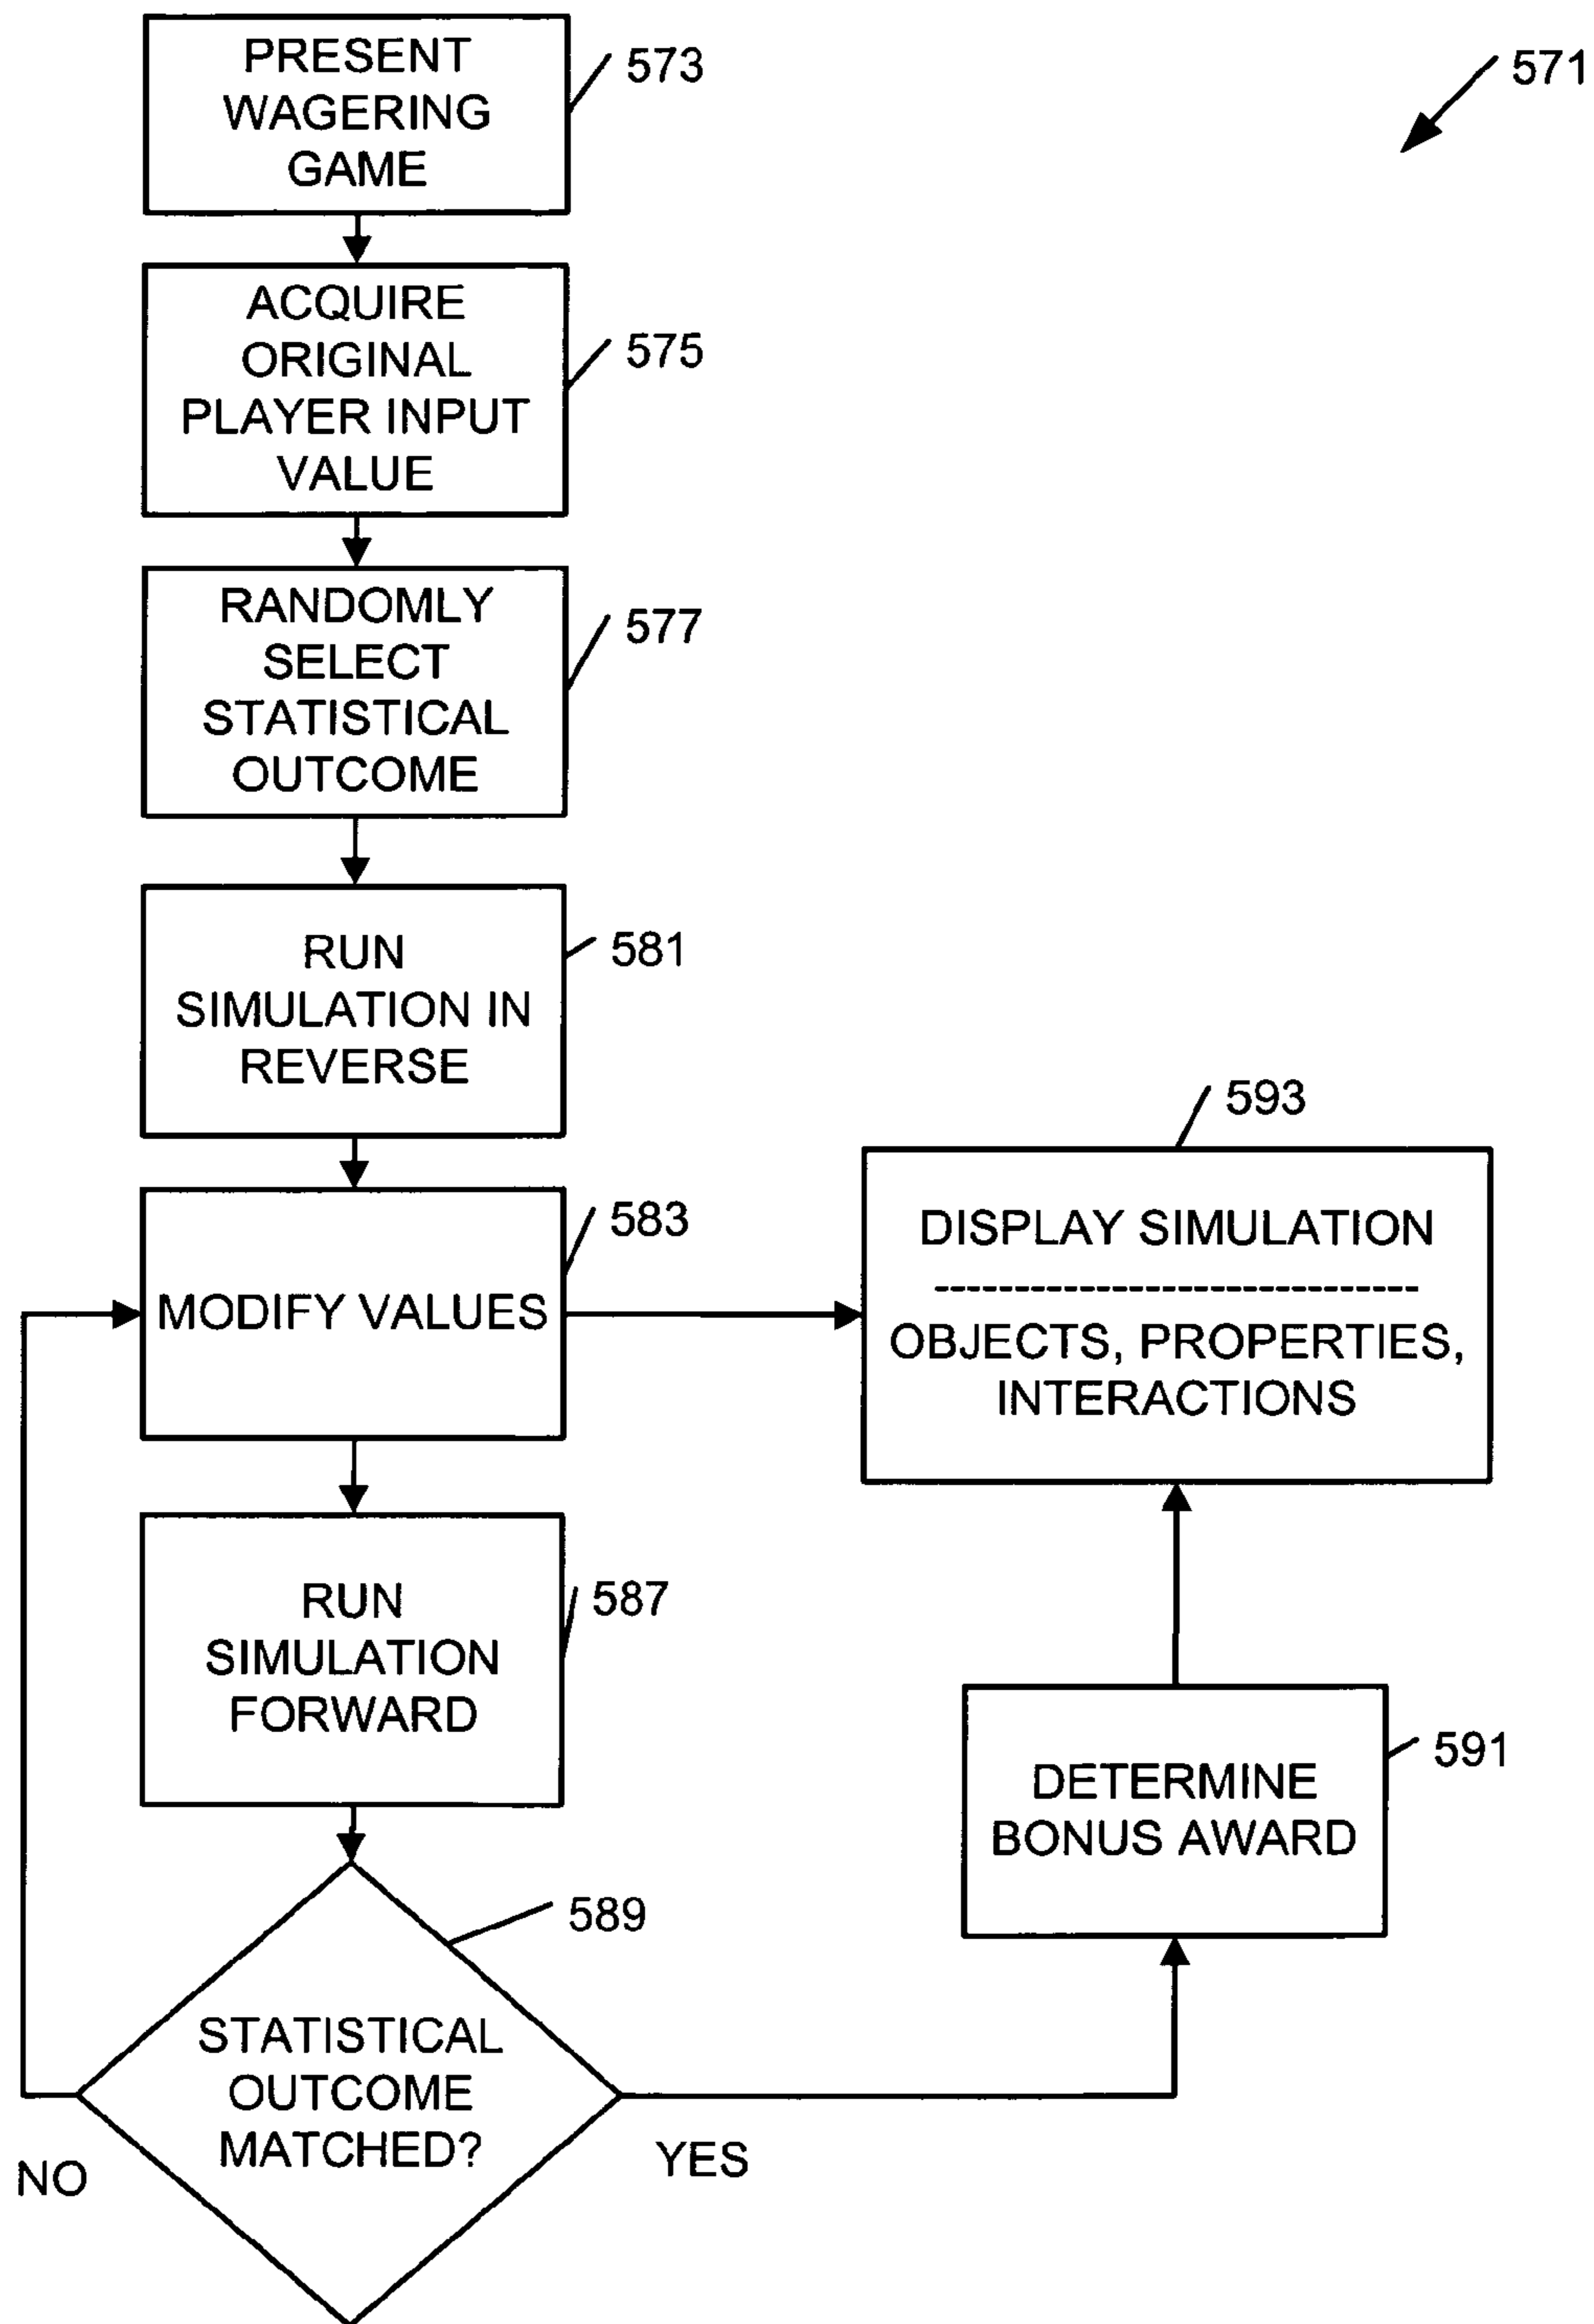 PRESENT
WAGERING
GAME
573
571
ACQUIRE
ORIGINAL
PLAYER INPUT
VALUE
575
RANDOMLY
SELECT
STATISTICAL
OUTCOME
577
RUN
SIMULATION IN
REVERSE
581
MODIFY VALUES
583
593
DISPLAY SIMULATION
OBJECTS, PROPERTIES,
INTERACTIONS
RUN
SIMULATION
FORWARD
587
DETERMINE
BONUS AWARD
591
589
STATISTICAL
OUTCOME
MATCHED?
NO
YES